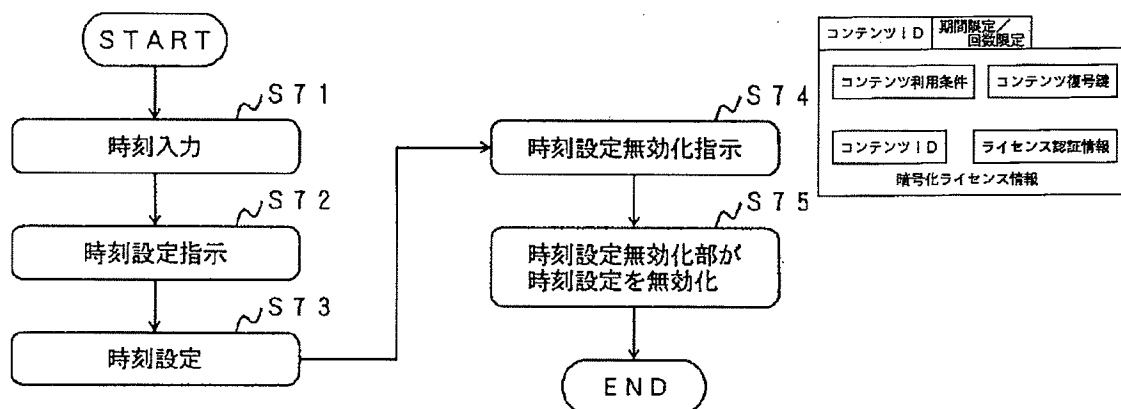 START
S71
時刻入力
S72
時刻設定指示
S73
時刻設定
S74
時刻設定無効化指示
S75
時刻設定無効化部が
時刻設定を無効化
END
コンテンツID
期間限定／
回数限定
コンテンツ利用条件
コンテンツ復号鍵
コンテンツID
ライセンス認証情報
暗号化ライセンス情報